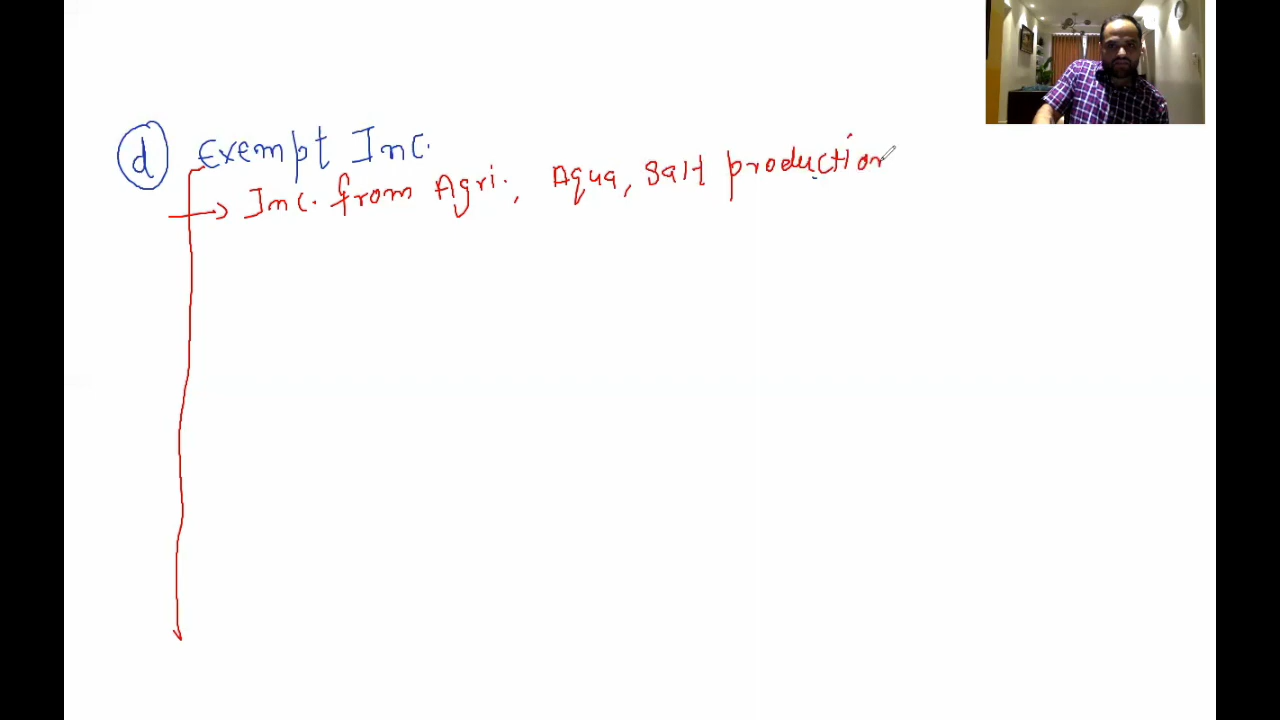 d Exempt Inc.
Inc. from Agri., Aqua, Salt production